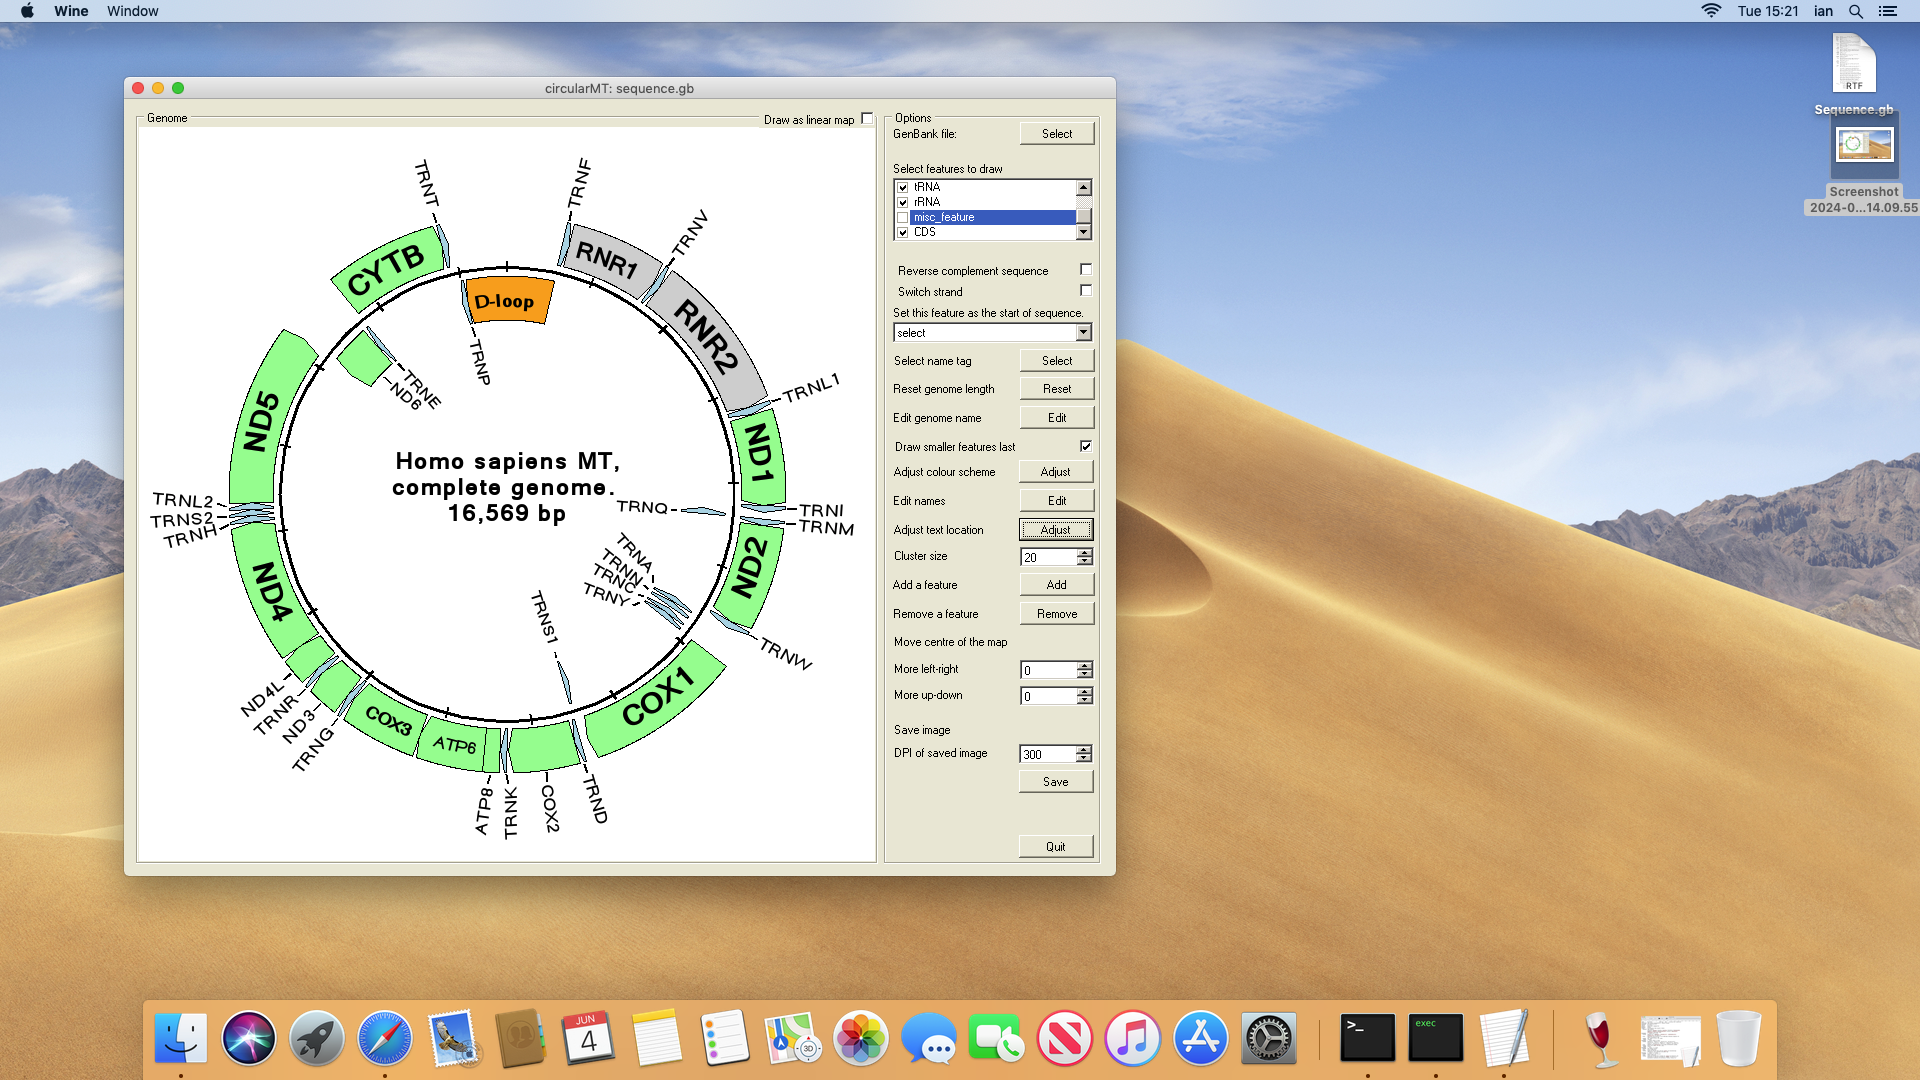 Wine Window
Tue 15:21 ian
circularMT: sequence.gb
Genome
Draw as linear map
TRNT
TRNF
TRNV
CYTB
RNR1
D-loop
RNR2
TRNP
TRNE
ND6
TRNL1
ND5
ND1
Homo sapiens MT,
complete genome.
16,569 bp
TRNL2
TRNS2
TRNH
TRNQ
TRNI
TRNM
ND4
ND2
TRNA
TRNN
TRNC
TRNY
TRNS1
TRNW
ND4L
TRNR
ND3
TRNG
COX3
ATP6
COX1
ATP8
TRNK
COX2
TRND
Options
GenBank file:
Select
Select features to draw
tRNA
rRNA
misc_feature
CDS
Reverse complement sequence
Switch strand
Set this feature as the start of sequence.
select
Select name tag
Select
Reset genome length
Reset
Edit genome name
Edit
Draw smaller features last
Adjust colour scheme
Adjust
Edit names
Edit
Adjust text location
Adjust
Cluster size
20
Add a feature
Add
Remove a feature
Remove
Move centre of the map
More left-right
0
More up-down
0
Save image
DPI of saved image
300
Save
Quit
RTF
Sequence.gb
Screenshot
2024-0...14.09.55
JUN
4
3D
>_
exec